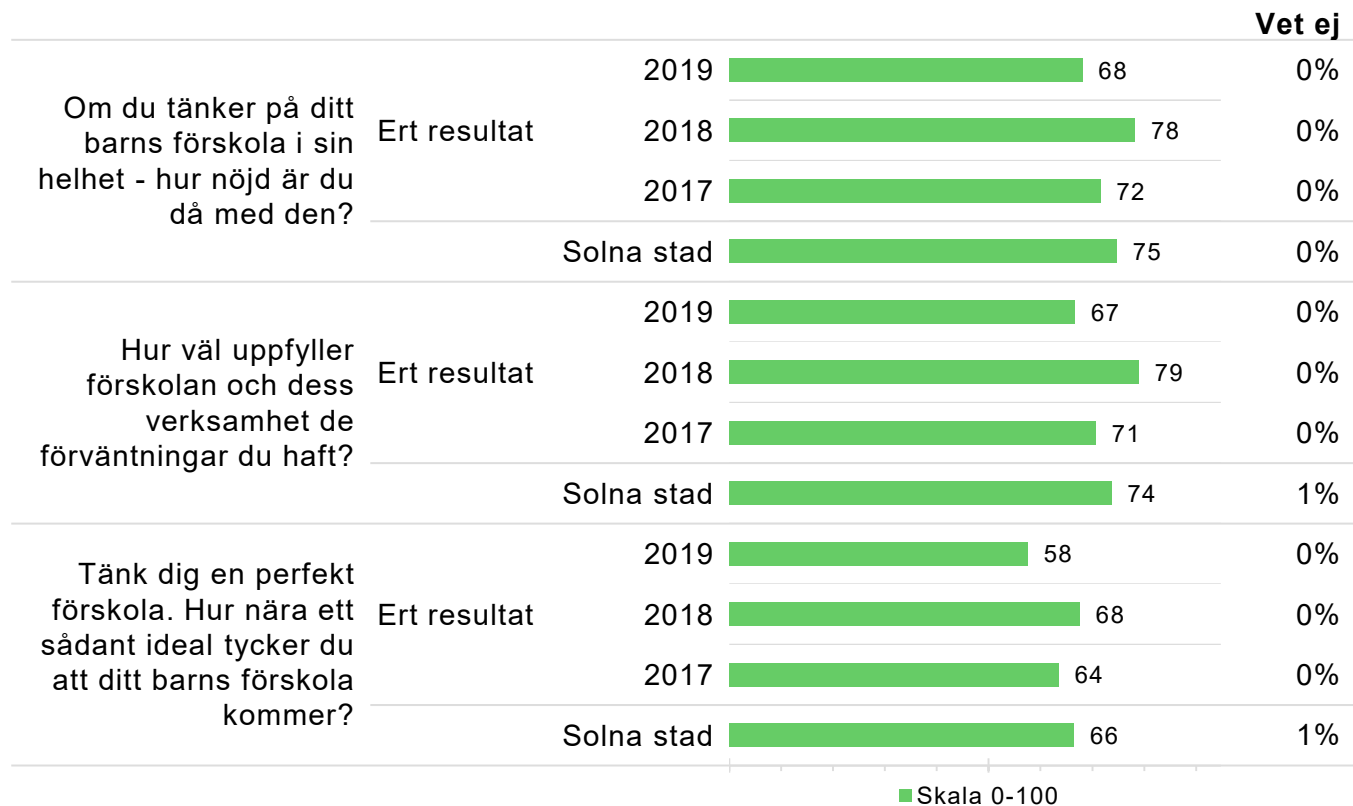 Vet ej
Om du tänker på ditt
barns förskola i sin
helhet - hur nöjd är du
då med den?
Ert resultat
2019 68 0%
2018 78 0%
2017 72 0%
Solna stad 75 0%
Hur väl uppfyller
förskolan och dess
verksamhet de
förväntningar du haft?
Ert resultat
2019 67 0%
2018 79 0%
2017 71 0%
Solna stad 74 1%
Tänk dig en perfekt
förskola. Hur nära ett
sådant ideal tycker du
att ditt barns förskola
kommer?
Ert resultat
2019 58 0%
2018 68 0%
2017 64 0%
Solna stad 66 1%
Skala 0-100